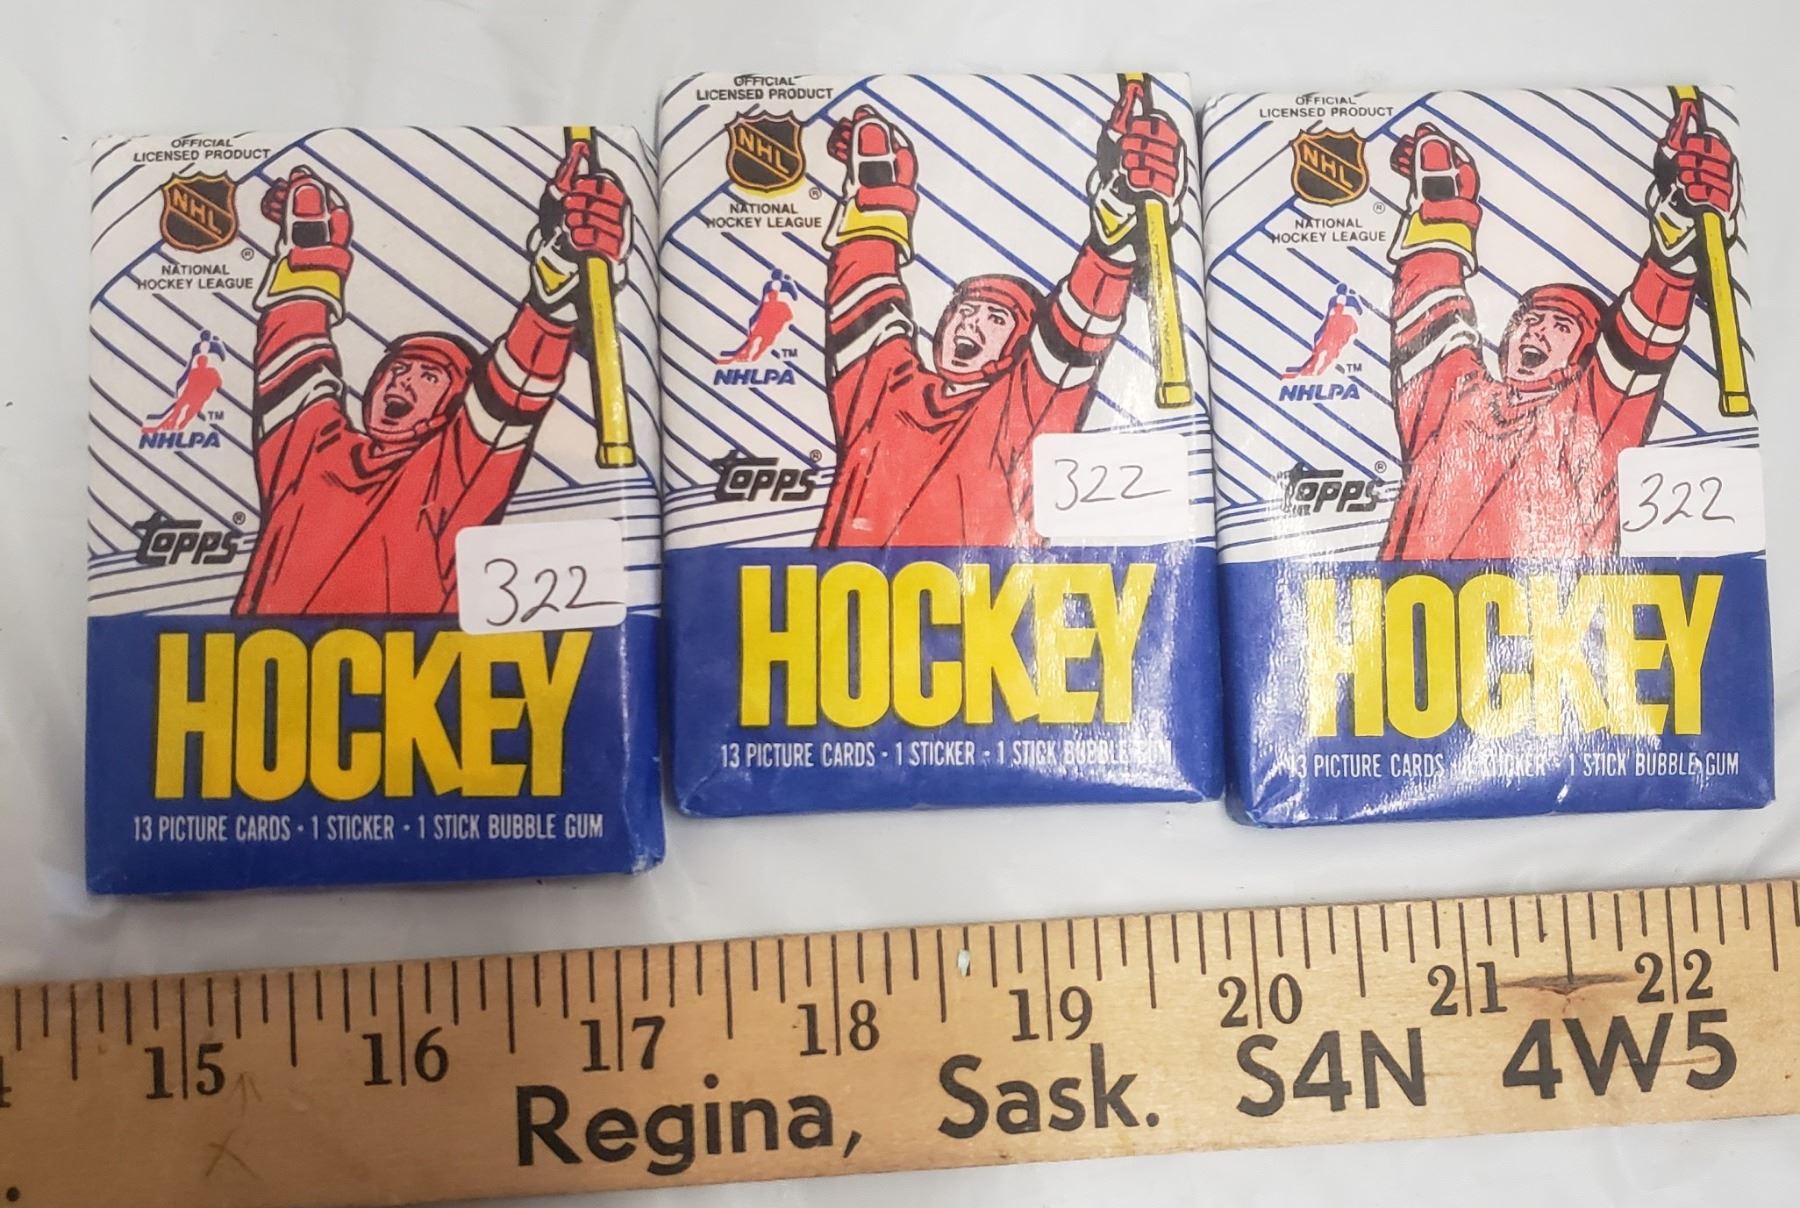 OFFICIAL
LICENSED PRODUCT
NHL
®
NATIONAL
HOCKEY LEAGUE
TM
NHLPA
TOPPS®
322
HOCKEY
13 PICTURE CARDS · 1 STICKER · 1 STICK BUBBLE GUM
OFFICIAL
LICENSED PRODUCT
NHL
®
NATIONAL
HOCKEY LEAGUE
TM
NHLPA
TOPPS®
322
HOCKEY
13 PICTURE CARDS · 1 STICKER · 1 STICK BUBBLE GUM
OFFICIAL
LICENSED PRODUCT
NHL
®
NATIONAL
HOCKEY LEAGUE
TM
NHLPA
TOPPS®
322
HOCKEY
13 PICTURE CARDS · 1 STICKER · 1 STICK BUBBLE GUM
15 16 17 18 19 20 21 22
Regina, Sask. S4N 4W5